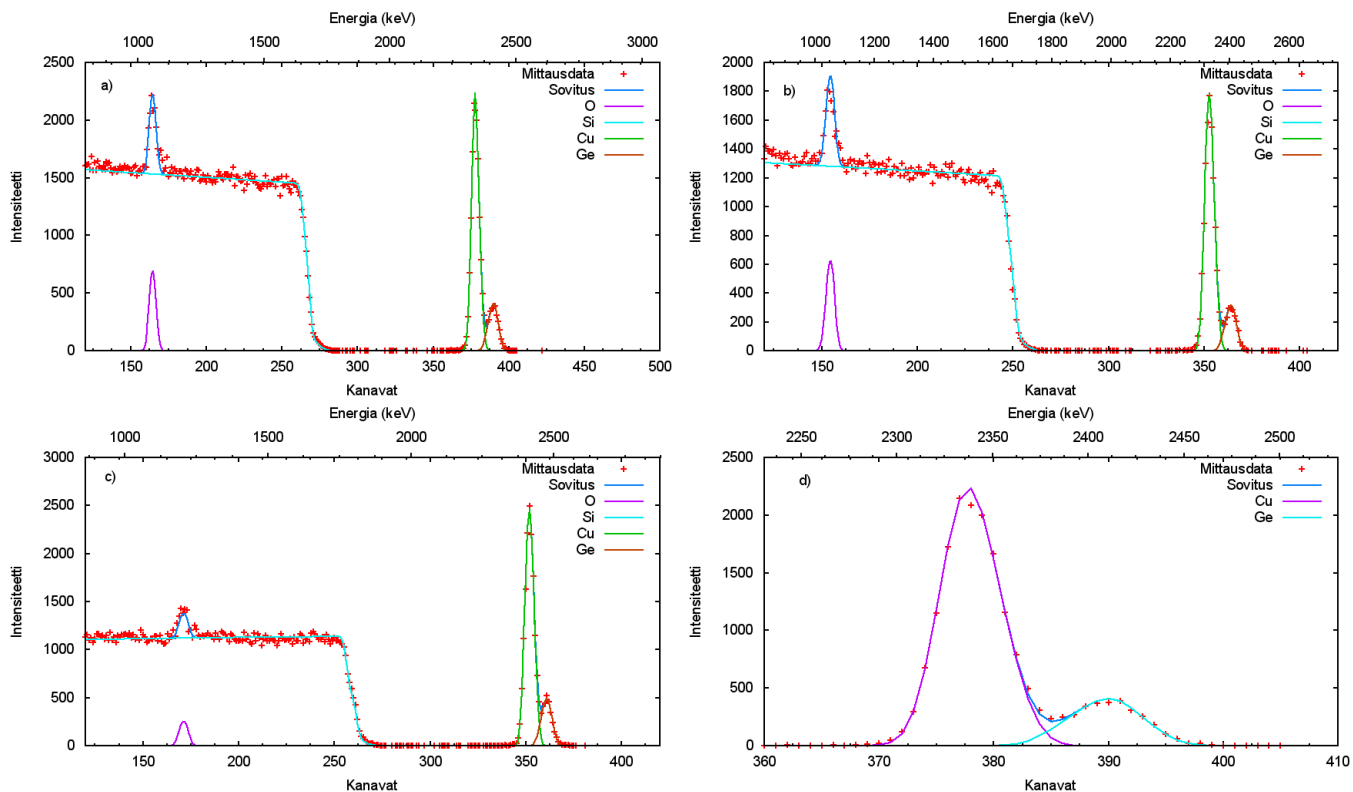 Energia (keV)
1000 1500 2000 2500 3000
2500
2000
1500
1000
500
0
a)
Mittausdata
Sovitus
O
Si
Cu
Ge
Intensiteetti
150 200 250 300 350 400 450 500
Kanavat
Energia (keV)
1000 1200 1400 1600 1800 2000 2200 2400 2600
2000
1800
1600
1400
1200
1000
800
600
400
200
0
b)
Mittausdata
Sovitus
O
Si
Cu
Ge
Intensiteetti
150 200 250 300 350 400
Kanavat
Energia (keV)
1000 1500 2000 2500
3000
2500
2000
1500
1000
500
0
c)
Mittausdata
Sovitus
O
Si
Cu
Ge
Intensiteetti
150 200 250 300 350 400
Kanavat
Energia (keV)
2250 2300 2350 2400 2450 2500
2500
2000
1500
1000
500
0
d)
Mittausdata
Sovitus
Cu
Ge
Intensiteetti
360 370 380 390 400 410
Kanavat